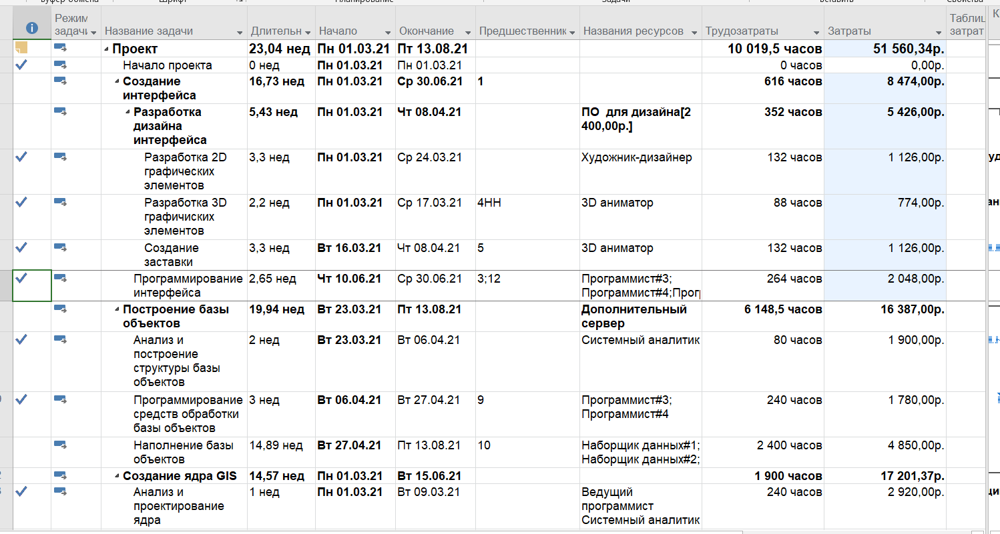 Буфер обмена Шрифт Планирование Задачи Вставить Свойства
Режим задачи Название задачи Длительн Начало Окончание Предшественник Названия ресурсов Трудозатраты Затраты Таблиц затрат К
Проект 23,04 нед Пн 01.03.21 Пт 13.08.21 10 019,5 часов 51 560,34р.
Начало проекта 0 нед Пн 01.03.21 Пн 01.03.21 0 часов 0,00р.
Создание 16,73 нед Пн 01.03.21 Ср 30.06.21 1 616 часов 8 474,00р.
интерфейса
Разработка 5,43 нед Пн 01.03.21 Чт 08.04.21 ПО для дизайна[2 352 часов 5 426,00р.
дизайна 400,00р.]
интерфейса
Разработка 2D 3,3 нед Пн 01.03.21 Ср 24.03.21 Художник-дизайнер 132 часов 1 126,00р. уд
графических
элементов
Разработка 3D 2,2 нед Пн 01.03.21 Ср 17.03.21 4НН 3D аниматор 88 часов 774,00р. ан
графичиских
элементов
Создание 3,3 нед Вт 16.03.21 Чт 08.04.21 5 3D аниматор 132 часов 1 126,00р.
заставки
Программирование 2,65 нед Чт 10.06.21 Ср 30.06.21 3;12 Программист#3; 264 часов 2 048,00р.
интерфейса Программист#4;Прог
Построение базы 19,94 нед Вт 23.03.21 Пт 13.08.21 Дополнительный 6 148,5 часов 16 387,00р.
объектов сервер
Анализ и 2 нед Вт 23.03.21 Вт 06.04.21 Системный аналитик 80 часов 1 900,00р.
построение
структуры базы
объектов
Программирование 3 нед Вт 06.04.21 Вт 27.04.21 9 Программист#3; 240 часов 1 780,00р.
средств обработки Программист#4
базы объектов
Наполнение базы 14,89 нед Вт 27.04.21 Пт 13.08.21 10 Наборщик данных#1; 2 400 часов 4 850,00р.
объектов Наборщик данных#2;
Создание ядра GIS 14,57 нед Пн 01.03.21 Вт 15.06.21 1 900 часов 17 201,37р.
Анализ и 1 нед Пн 01.03.21 Вт 09.03.21 Ведущий 240 часов 2 920,00р.
проектирование программист
ядра Системный аналитик